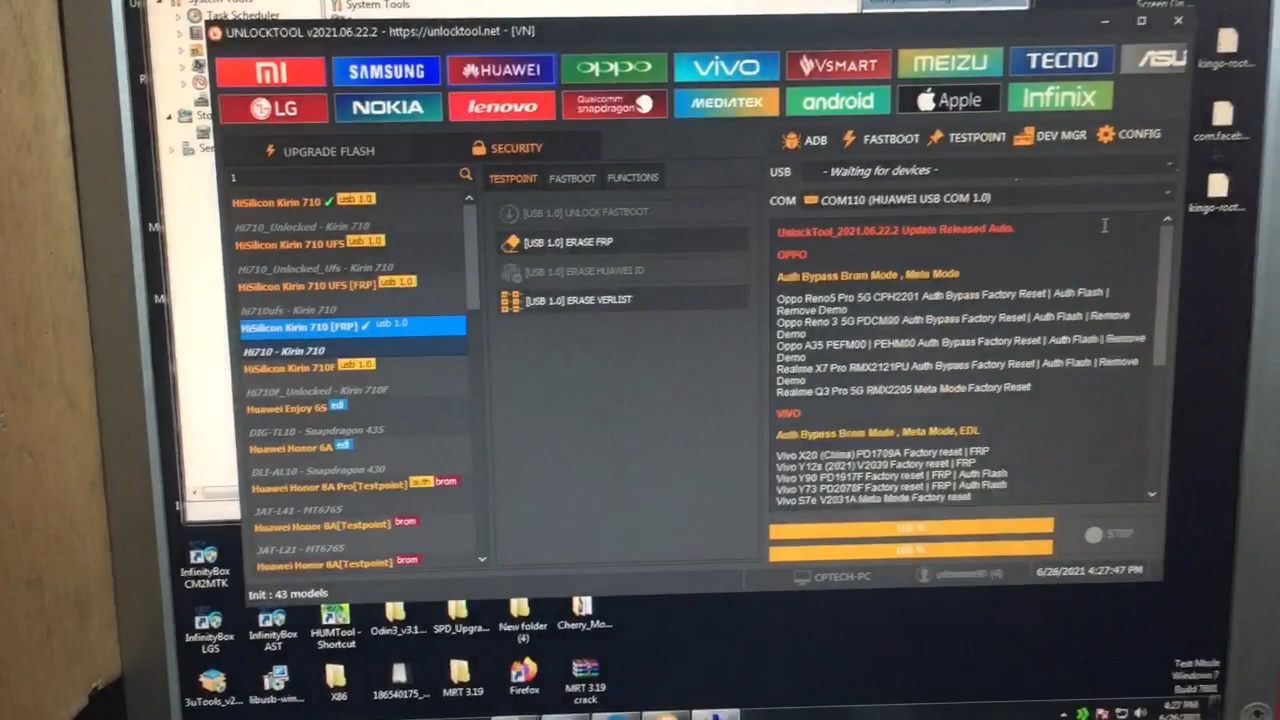 System Tools
Task Scheduler
System Tools
UNLOCKTOOL v2021.06.22.2 - https://unlocktool.net - [VN]
MI SAMSUNG HUAWEI OPPO VIVO VSMART MEIZU TECNO ASU
LG NOKIA lenovo Qualcomm snapdragon MEDIATEK android Apple Infinix
UPGRADE FLASH SECURITY
ADB FASTBOOT TESTPOINT DEV MGR CONFIG
1
TESTPOINT FASTBOOT FUNCTIONS
USB - Waiting for devices -
COM COM110 (HUAWEI USB COM 1.0)
HiSilicon Kirin 710 ✓ usb 1.0
Hi710_Unlocked - Kirin 710
HiSilicon Kirin 710 UFS usb 1.0
Hi710_Unlocked_Ufs - Kirin 710
HiSilicon Kirin 710 UFS [FRP] usb 1.0
hi710ufs - Kirin 710
HiSilicon Kirin 710 [FRP] ✓ usb 1.0
Hi710 - Kirin 710
HiSilicon Kirin 710F usb 1.0
Hi710F_Unlocked - Kirin 710F
Huawei Enjoy 6S edl
DIG-TL10 - Snapdragon 435
Huawei Honor 6A edl
DLI-AL10 - Snapdragon 430
Huawei Honor 8A Pro[Testpoint] auth brom
JAT-L41 - MT6765
Huawei Honor 8A[Testpoint] brom
JAT-L21 - MT6765
Huawei Honor 8A[Testpoint] brom
Init : 43 models
[USB 1.0] UNLOCK FASTBOOT
[USB 1.0] ERASE FRP
[USB 1.0] ERASE HUAWEI ID
[USB 1.0] ERASE VERLIST
UnlockTool_2021.06.22.2 Update Released Auto.
OPPO
Auth Bypass Brom Mode , Meta Mode
Oppo Reno5 Pro 5G CPH2201 Auth Bypass Factory Reset | Auth Flash |
Remove Demo
Oppo Reno 3 5G PDCM00 Auth Bypass Factory Reset | Auth Flash | Remove
Demo
Oppo A35 PEFM00 | PEHM00 Auth Bypass Factory Reset | Auth Flash | Remove
Demo
Realme X7 Pro RMX2121PU Auth Bypass Factory Reset | Auth Flash | Remove
Demo
Realme Q3 Pro 5G RMX2205 Meta Mode Factory Reset
VIVO
Auth Bypass Brom Mode , Meta Mode, EDL
Vivo X20 (China) PD1709A Factory reset | FRP
Vivo Y12s (2021) V2039 Factory reset | FRP
Vivo Y90 PD1917F Factory reset | FRP | Auth Flash
Vivo Y73 PD2078F Factory reset | FRP | Auth Flash
Vivo S7e V2031A Meta Mode Factory reset
100 %
100 %
STOP
CPTECH-PC
6/26/2021 4:27:47 PM
kingo-root...
com.faceb...
kingo-root...
InfinityBox CM2MTK
InfinityBox LGS
InfinityBox AST
HUMTool - Shortcut
Odin3_v3.1...
SPD_Upgra...
New folder (4)
Cherry_Mo...
3uTools_v2...
libusb-win...
X86
186540175_...
MRT 3.19
Firefox
MRT 3.19 crack
Test Mode
Windows 7
4:27 PM